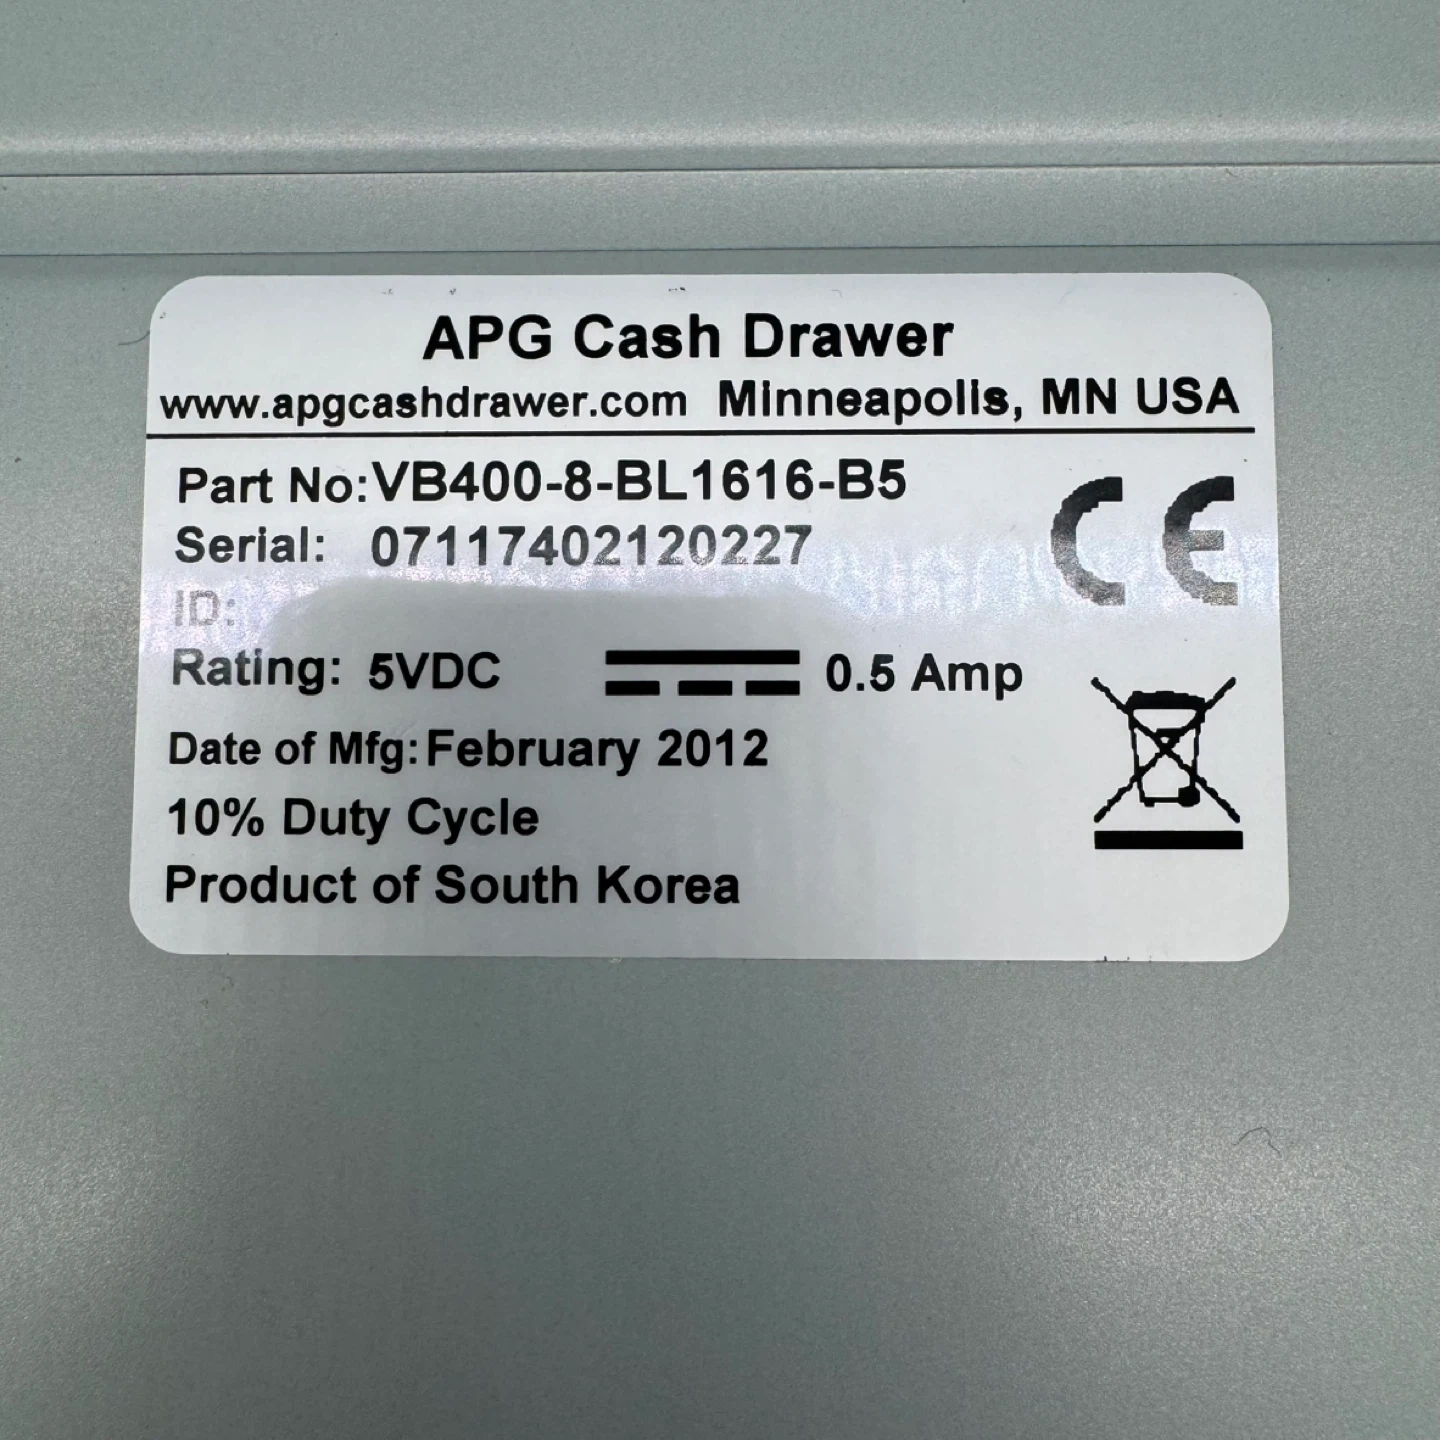 APG Cash Drawer
www.apgcashdrawer.com Minneapolis, MN USA
Part No:VB400-8-BL1616-B5
Serial: 07117402120227
ID:
Rating: 5VDC 0.5 Amp
Date of Mfg:February 2012
10% Duty Cycle
Product of South Korea
CE